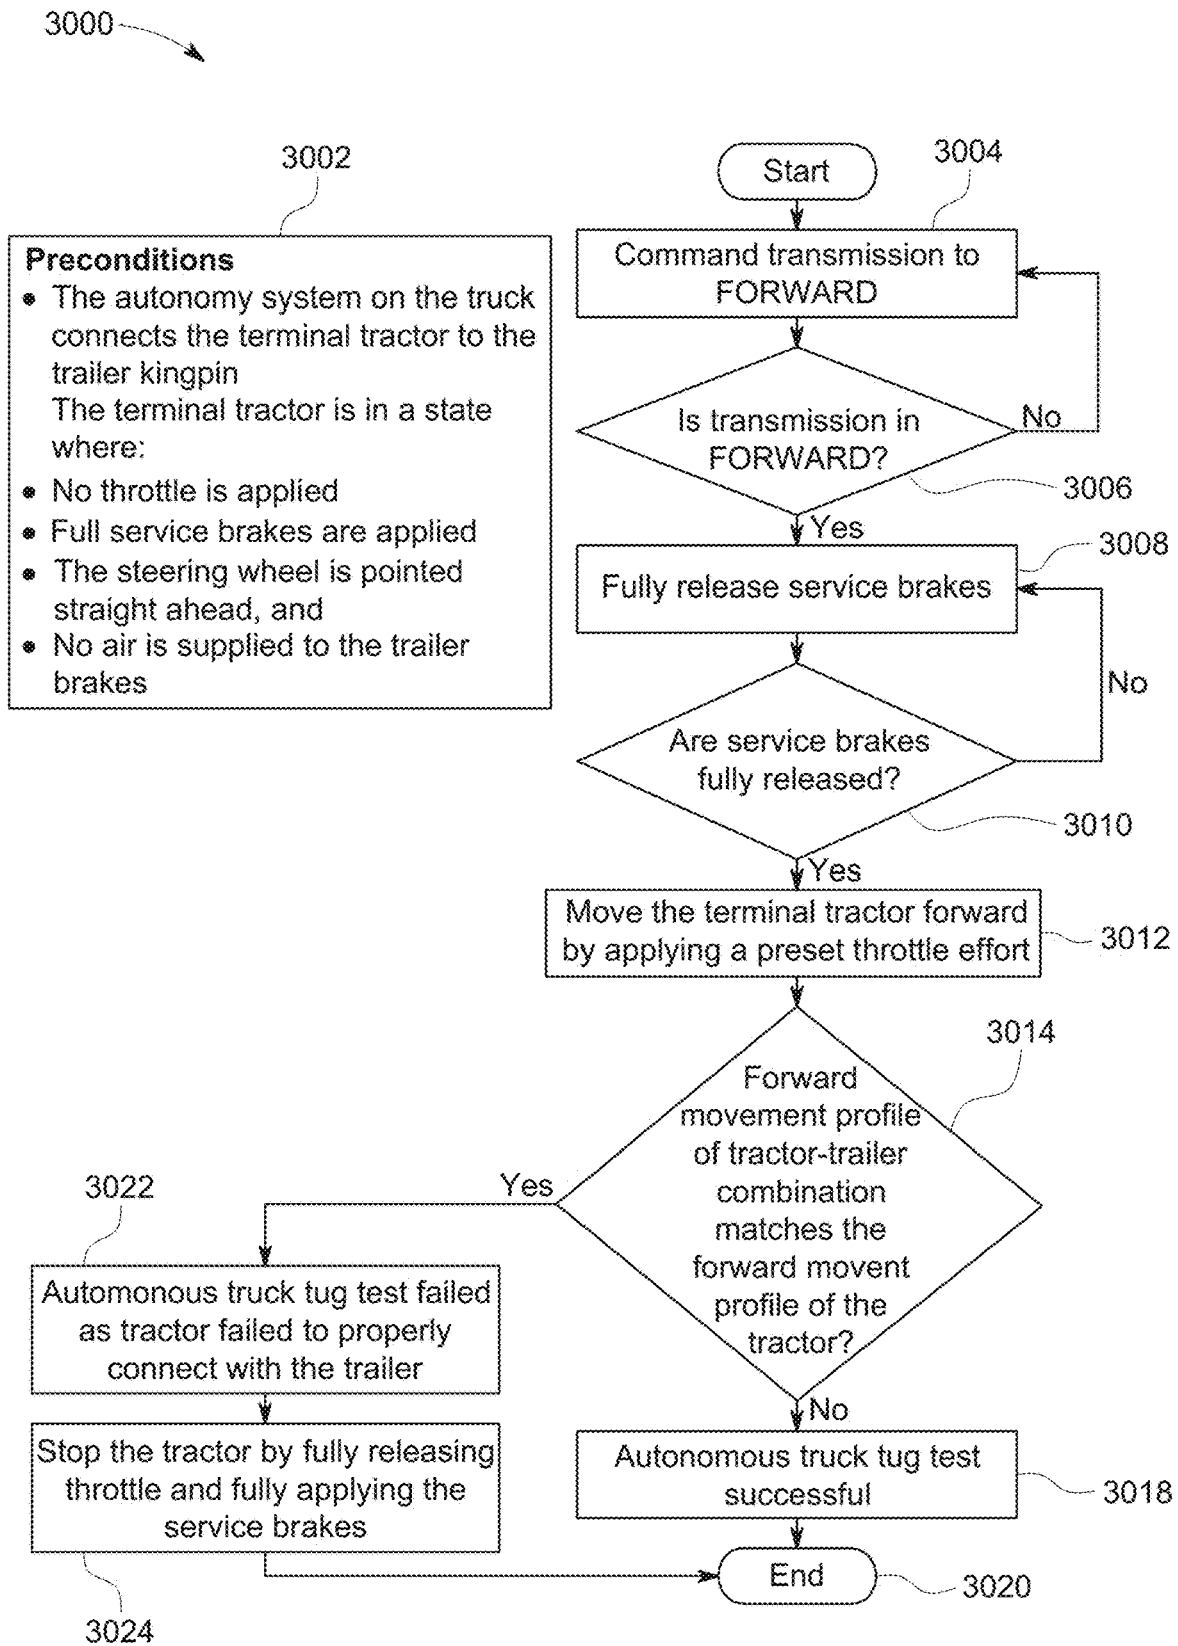 3000
3002
Preconditions
• The autonomy system on the truck
connects the terminal tractor to the
trailer kingpin
The terminal tractor is in a state
where:
• No throttle is applied
• Full service brakes are applied
• The steering wheel is pointed
straight ahead, and
• No air is supplied to the trailer
brakes
Start
3004
Command transmission to
FORWARD
Is transmission in
FORWARD?
No
3006
Yes
3008
Fully release service brakes
No
Are service brakes
fully released?
3010
Yes
Move the terminal tractor forward
by applying a preset throttle effort
3012
3014
Forward
movement profile
of tractor-trailer
combination
matches the
forward movent
profile of the
tractor?
Yes
3022
Automonous truck tug test failed
as tractor failed to properly
connect with the trailer
Stop the tractor by fully releasing
throttle and fully applying the
service brakes
3024
No
Autonomous truck tug test
successful
3018
End
3020